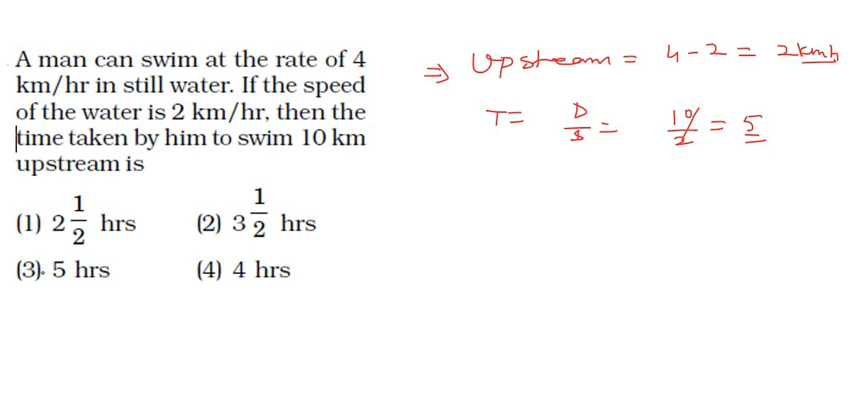 A man can swim at the rate of 4
km/hr in still water. If the speed
of the water is 2 km/hr, then the
time taken by him to swim 10 km
upstream is
(1) 2 1/2 hrs (2) 3 1/2 hrs
(3). 5 hrs (4) 4 hrs
⇒ Upstream = 4 - 2 = 2 kmh
T = D/S = 10/2 = 5